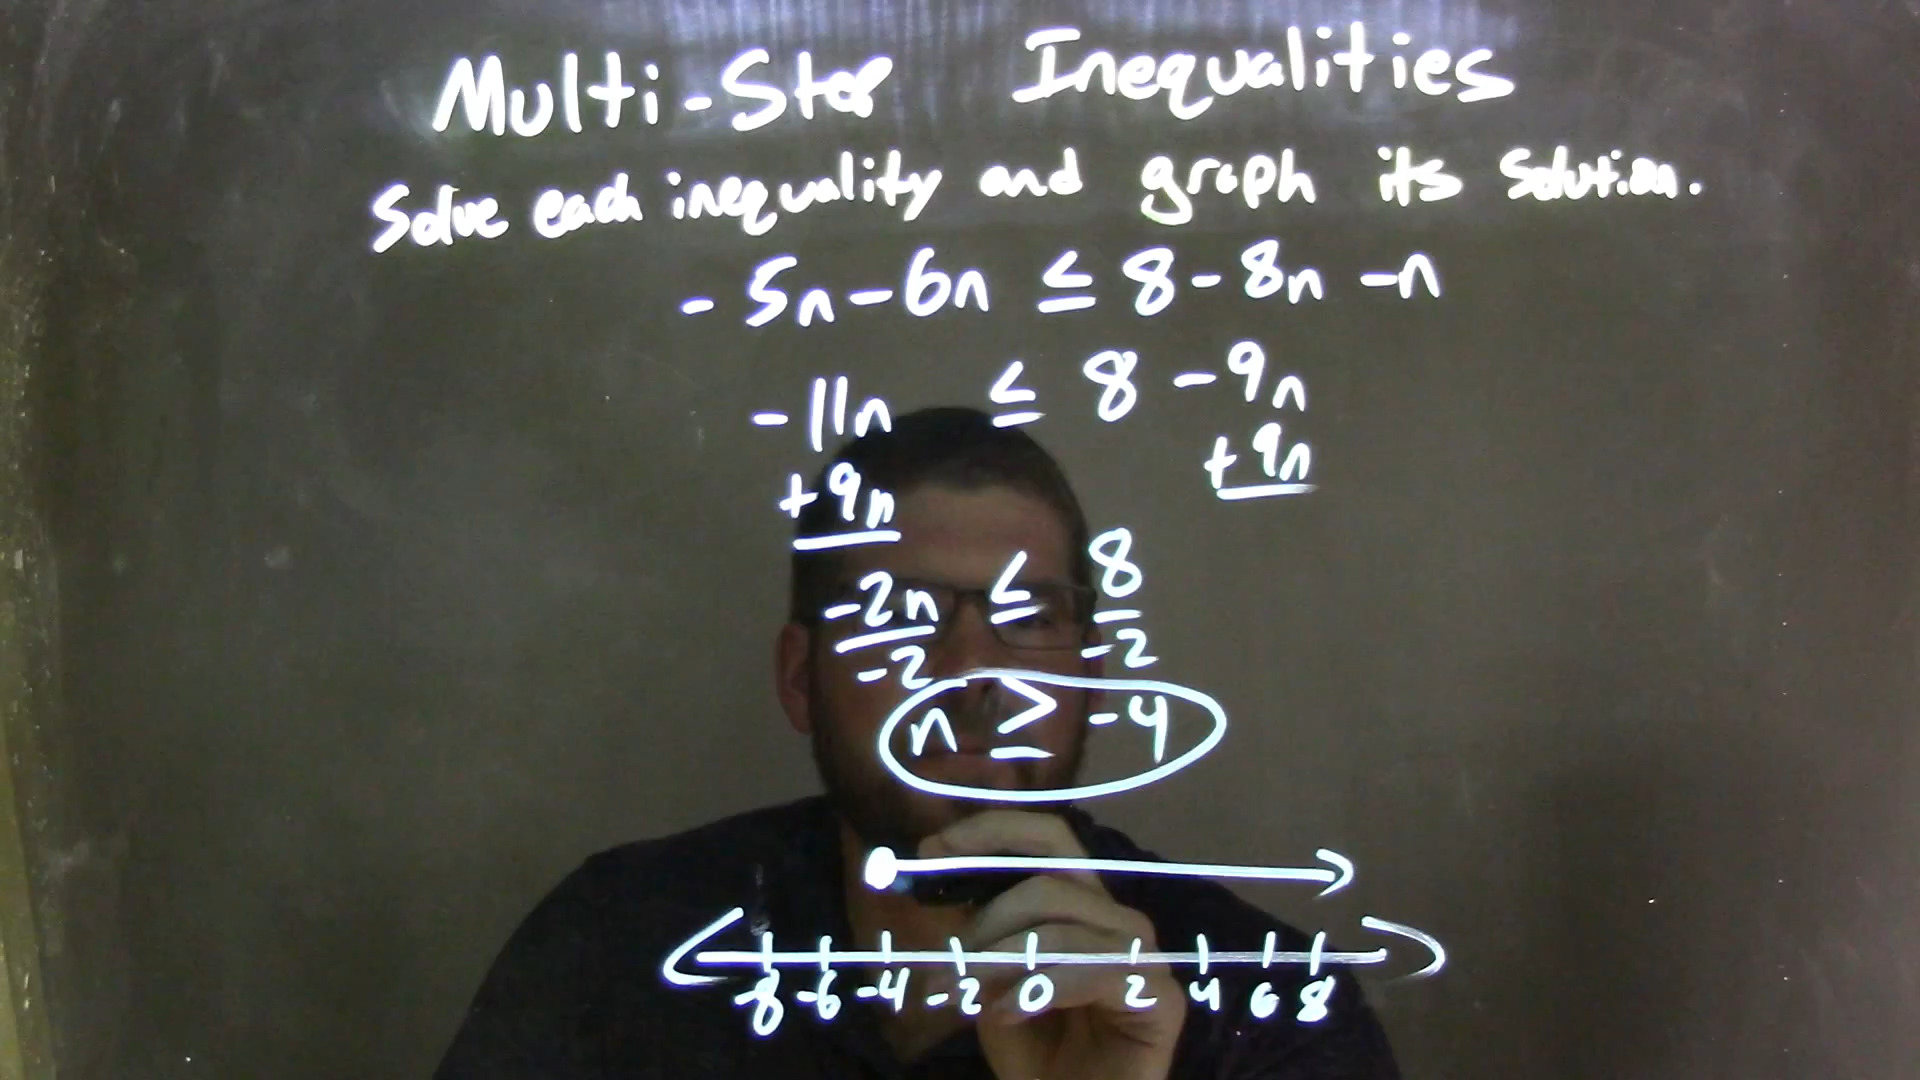 Multi-Step Inequalities
Solve each inequality and graph its solution.
-5n-6n ≤ 8-8n-n
-11n ≤ 8-9n
+9n +9n
-2n ≤ 8
-2 -2
n ≥ -4
-8 -6 -4 -2 0 2 4 6 8